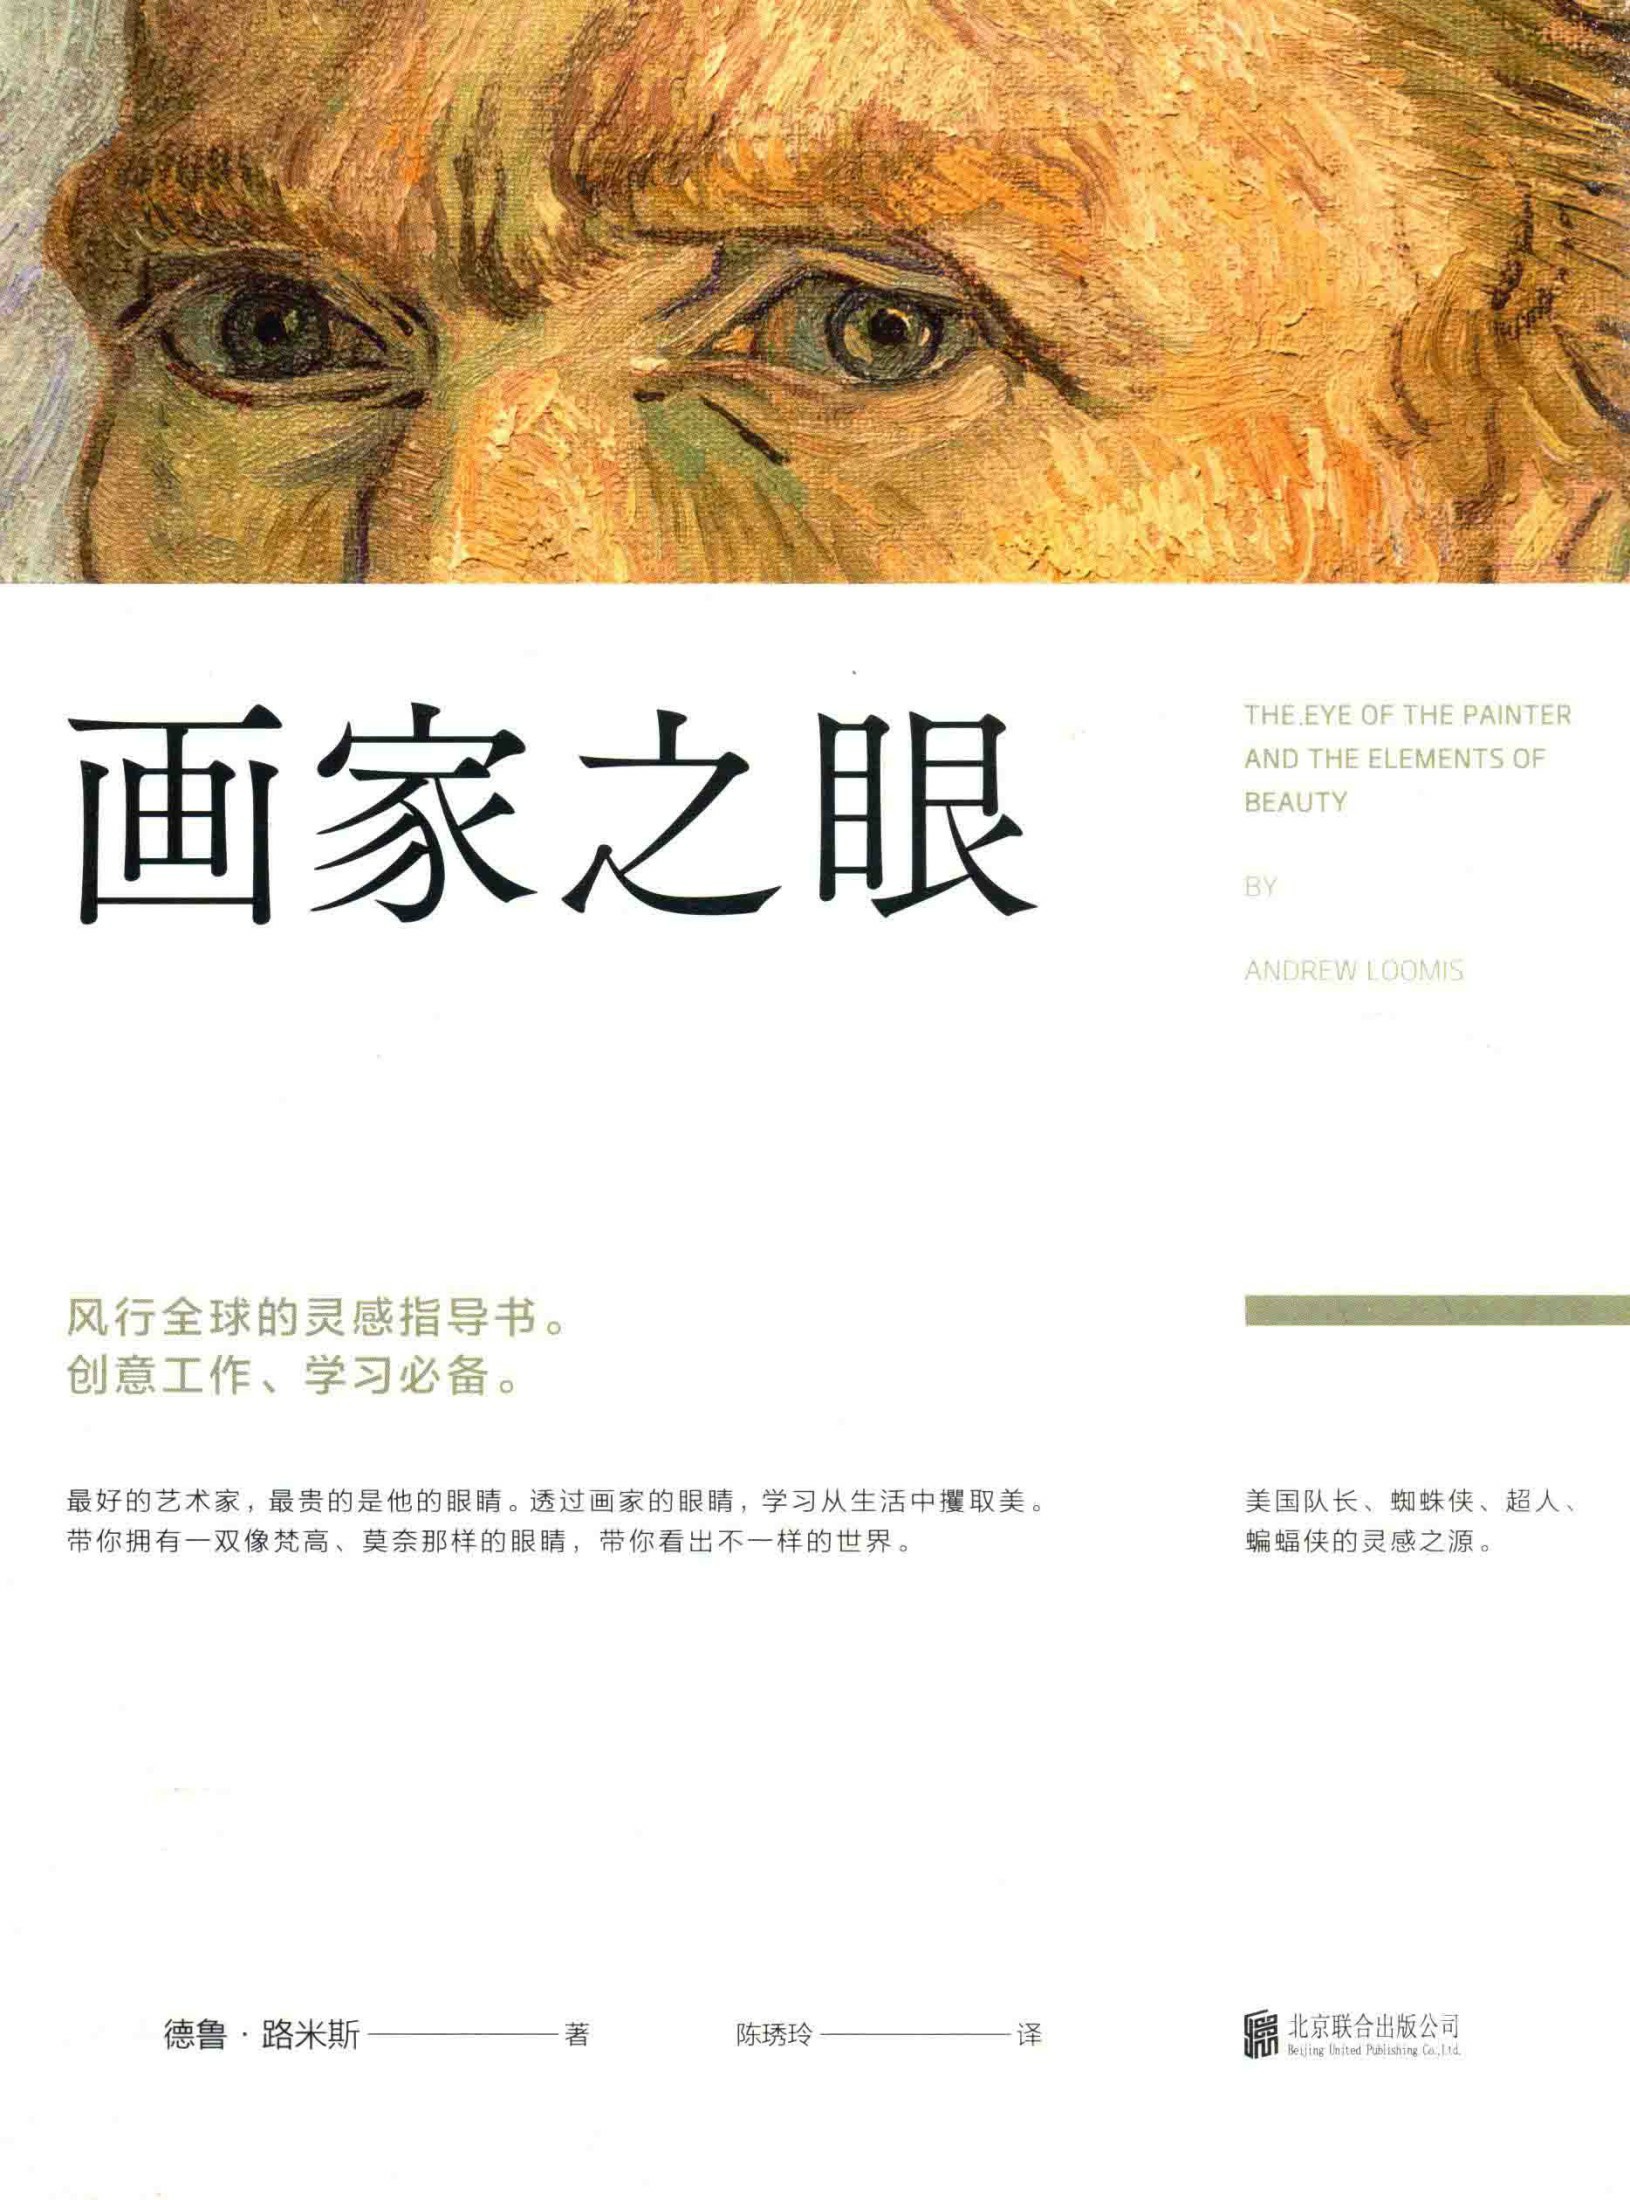 画家之眼
THE EYE OF THE PAINTER
AND THE ELEMENTS OF
BEAUTY
BY
ANDREW LOOMIS
风行全球的灵感指导书。
创意工作、学习必备。
最好的艺术家，最贵的是他的眼睛。透过画家的眼睛，学习从生活中攫取美。
带你拥有一双像梵高、莫奈那样的眼睛，带你看出不一样的世界。
美国队长、蜘蛛侠、超人、
蝙蝠侠的灵感之源。
德鲁·路米斯 著
陈琇玲 译
北京联合出版公司
Beijing United Publishing Co.,Ltd.